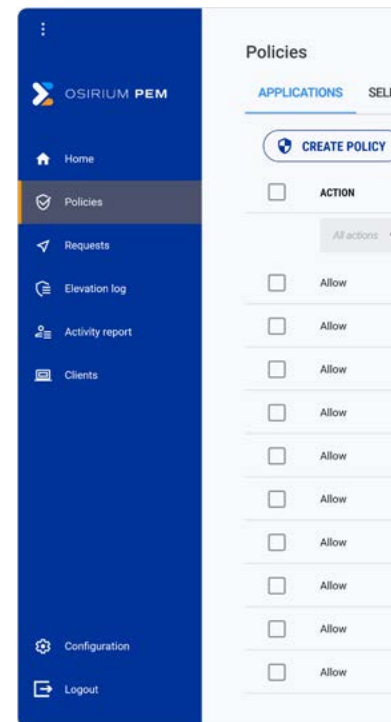 OSIRIUM PEM
Home
Policies
Requests
Elevation log
Activity report
Clients
Configuration
Logout
Policies
APPLICATIONS
CREATE POLICY
ACTION
All actions
Allow
Allow
Allow
Allow
Allow
Allow
Allow
Allow
Allow
Allow